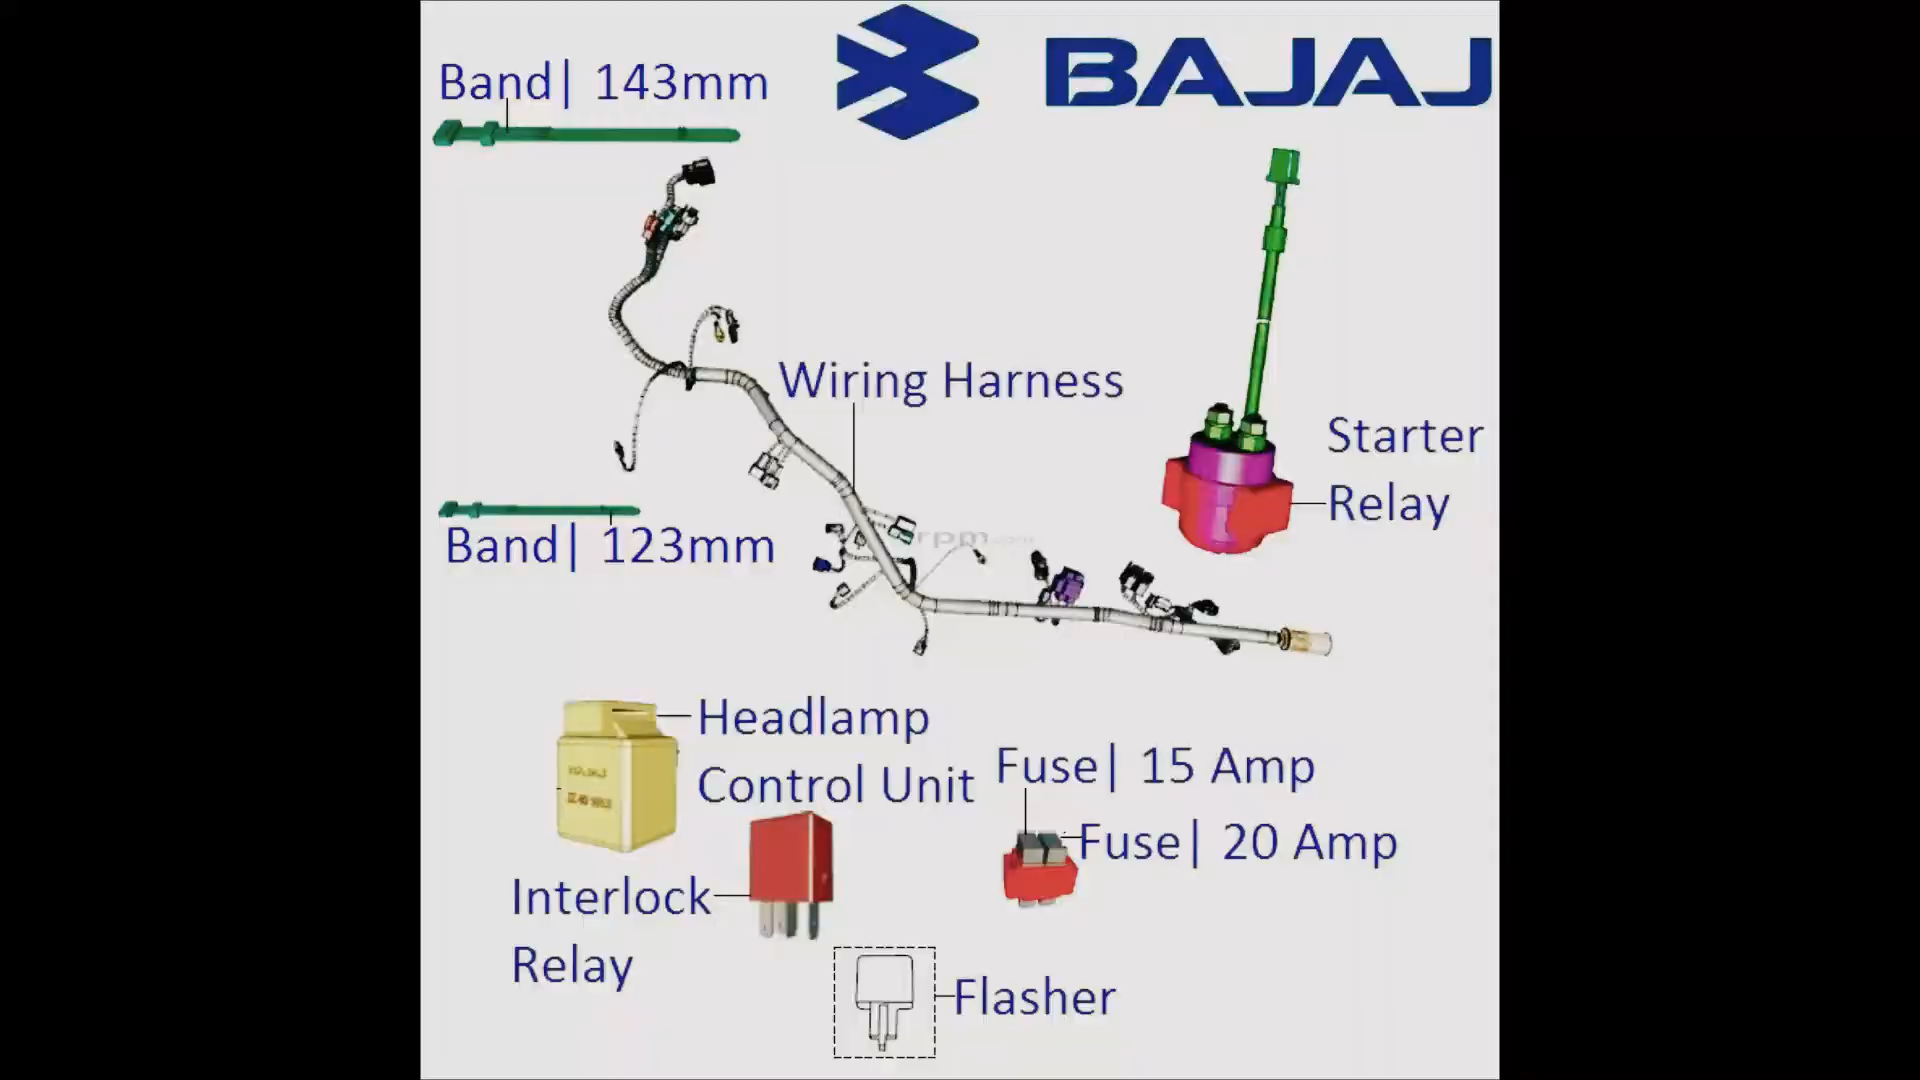 BAJAJ
Band| 143mm
Wiring Harness
Starter
Relay
Band| 123mm
rpm
Headlamp
Control Unit
Fuse| 15 Amp
Fuse| 20 Amp
Interlock
Relay
Flasher